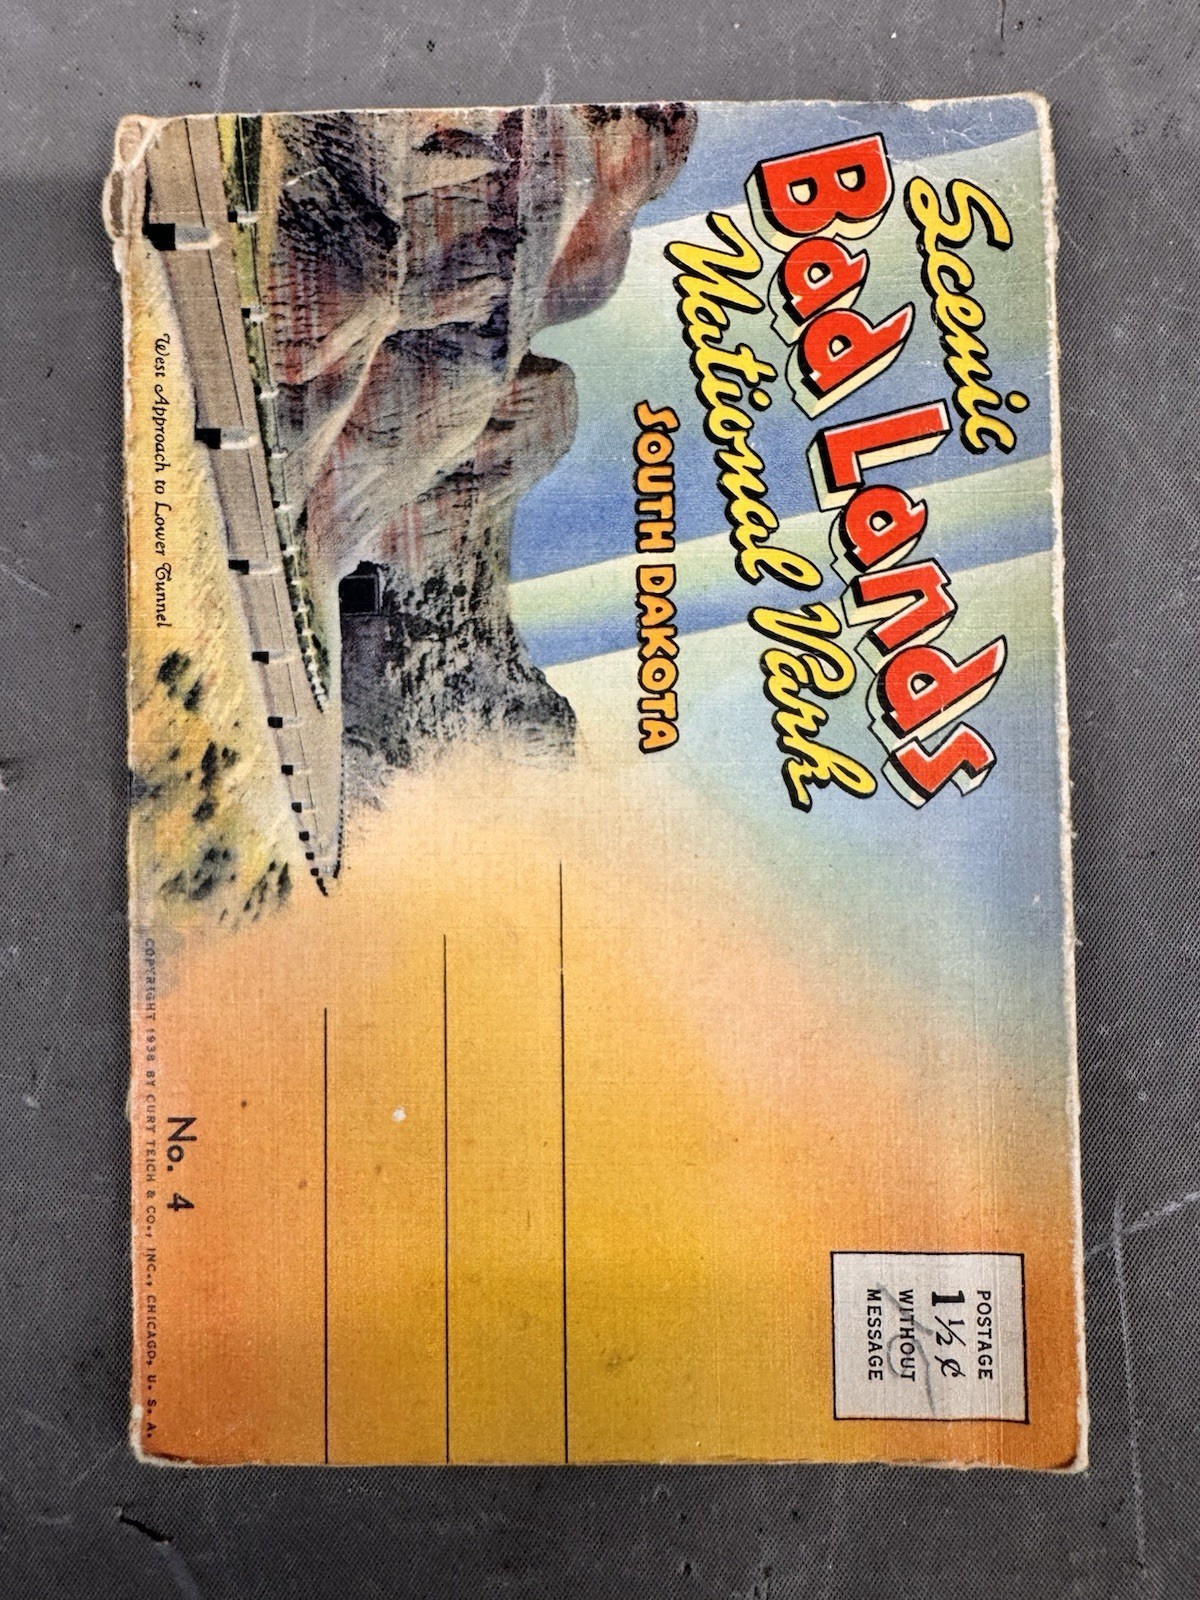 Scenic
Bad Lands
National Park
SOUTH DAKOTA
POSTAGE
1½¢
WITHOUT
MESSAGE
West Approach to Lower Tunnel
No. 4
COPYRIGHT 1938 BY CURT TEICH & CO., INC., CHICAGO, U. S. A.